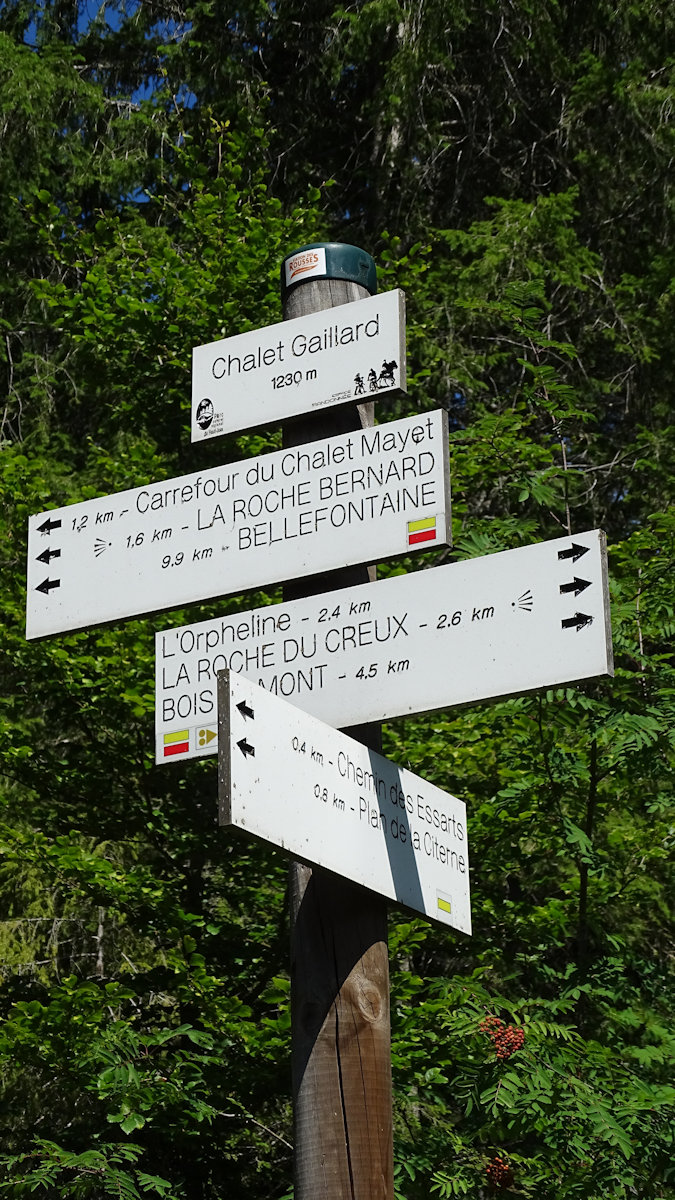 ROUSSES
Chalet Gaillard
1230 m
1,2 km - Carrefour du Chalet Mayet
1,6 km - LA ROCHE BERNARD
9.9 km - BELLEFONTAINE
L'Orpheline - 2.4 km
LA ROCHE DU CREUX - 2.6 km
BOIS MONT - 4.5 km
0,4 km - Chemin des Essarts
0.8 km - Plan de la Citerne